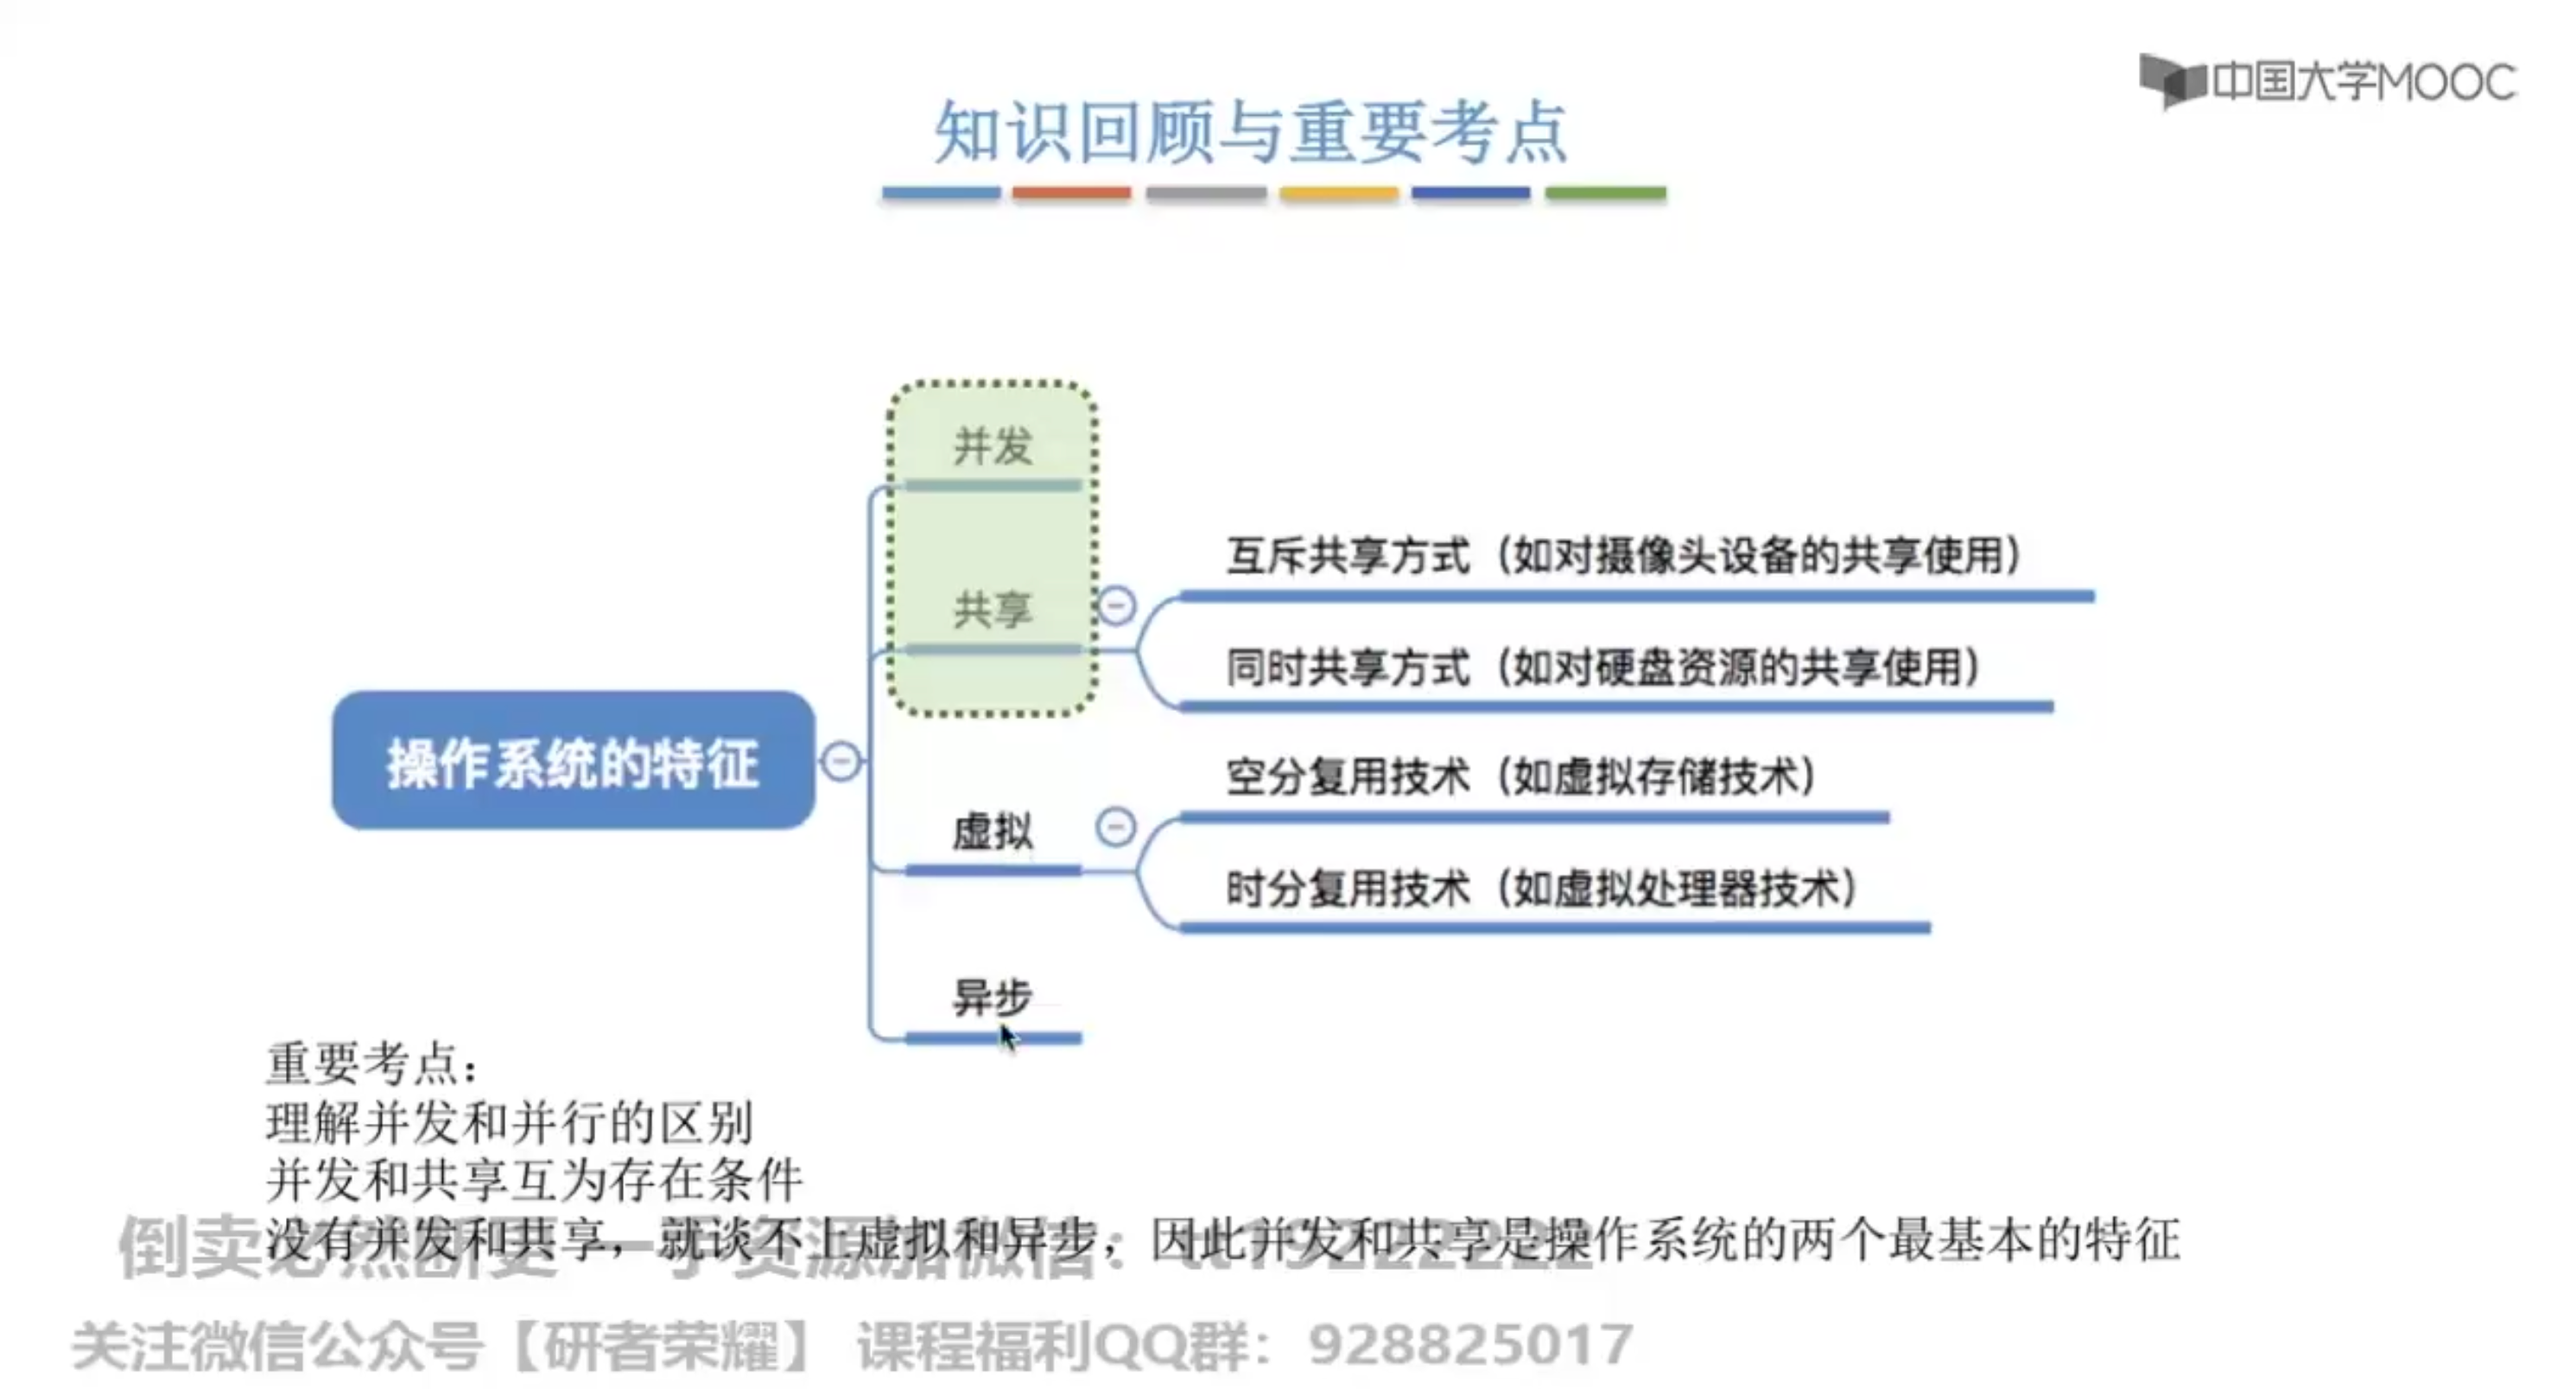 中国大学MOOC
知识回顾与重要考点
并发
互斥共享方式（如对摄像头设备的共享使用）
共享
同时共享方式（如对硬盘资源的共享使用）
操作系统的特征
空分复用技术（如虚拟存储技术）
虚拟
时分复用技术（如虚拟处理器技术）
异步
重要考点：
理解并发和并行的区别
并发和共享互为存在条件
没有并发和共享，就谈不上虚拟和异步，因此并发和共享是操作系统的两个最基本的特征
倒卖必然断更 一手资源加微信：
关注微信公众号【研者荣耀】 课程福利QQ群：928825017